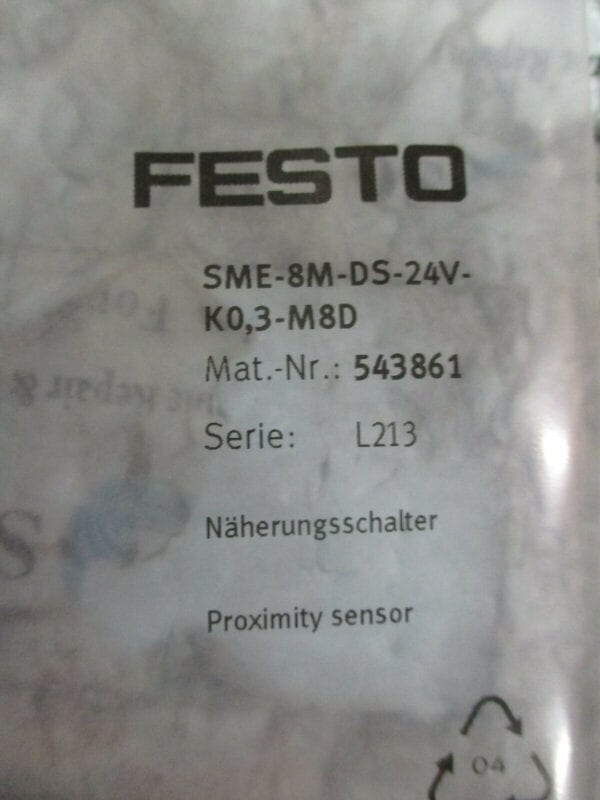 FESTO
SME-8M-DS-24V-
K0,3-M8D
Mat.-Nr.: 543861
Serie: L213
Näherungsschalter
Proximity sensor
04